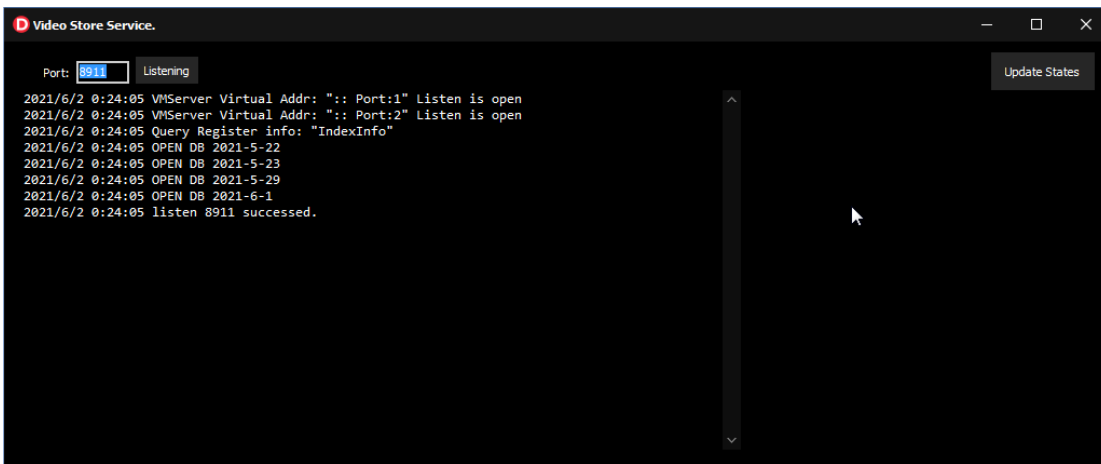 D Video Store Service.
Port: 8911 Listening Update States
2021/6/2 0:24:05 VMServer Virtual Addr: ":: Port:1" Listen is open
2021/6/2 0:24:05 VMServer Virtual Addr: ":: Port:2" Listen is open
2021/6/2 0:24:05 Query Register info: "IndexInfo"
2021/6/2 0:24:05 OPEN DB 2021-5-22
2021/6/2 0:24:05 OPEN DB 2021-5-23
2021/6/2 0:24:05 OPEN DB 2021-5-29
2021/6/2 0:24:05 OPEN DB 2021-6-1
2021/6/2 0:24:05 listen 8911 successed.